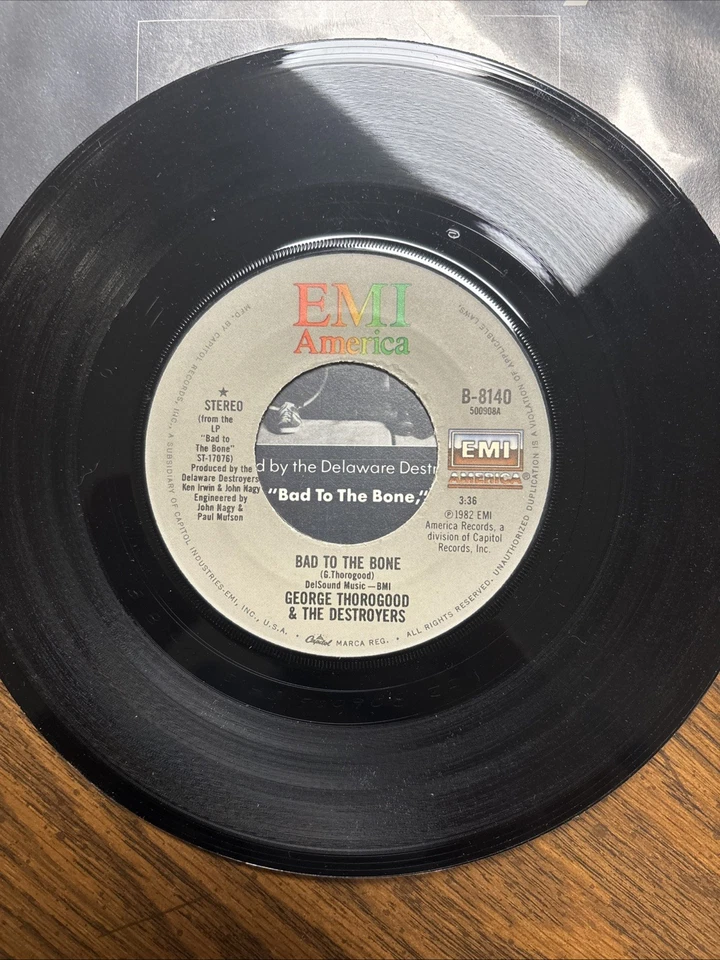 EMI
America
MFD. BY CAPITOL RECORDS, INC., A SUBSIDIARY OF CAPITOL INDUSTRIES-EMI, INC., U.S.A. • Capitol MARCA REG. • ALL RIGHTS RESERVED. UNAUTHORIZED DUPLICATION IS A VIOLATION OF APPLICABLE LAWS.
★
STEREO
(from the
LP
"Bad to
The Bone"
ST-17076)
Produced by the
Delaware Destroyers
Ken Irwin & John Nagy
Engineered by
John Nagy &
Paul Mufson
B-8140
500908A
EMI
AMERICA®
3:36
Ⓟ1982 EMI
America Records, a
division of Capitol
Records, Inc.
d by the Delaware Destr
"Bad To The Bone,"
BAD TO THE BONE
(G.Thorogood)
DelSound Music—BMI
GEORGE THOROGOOD
& THE DESTROYERS